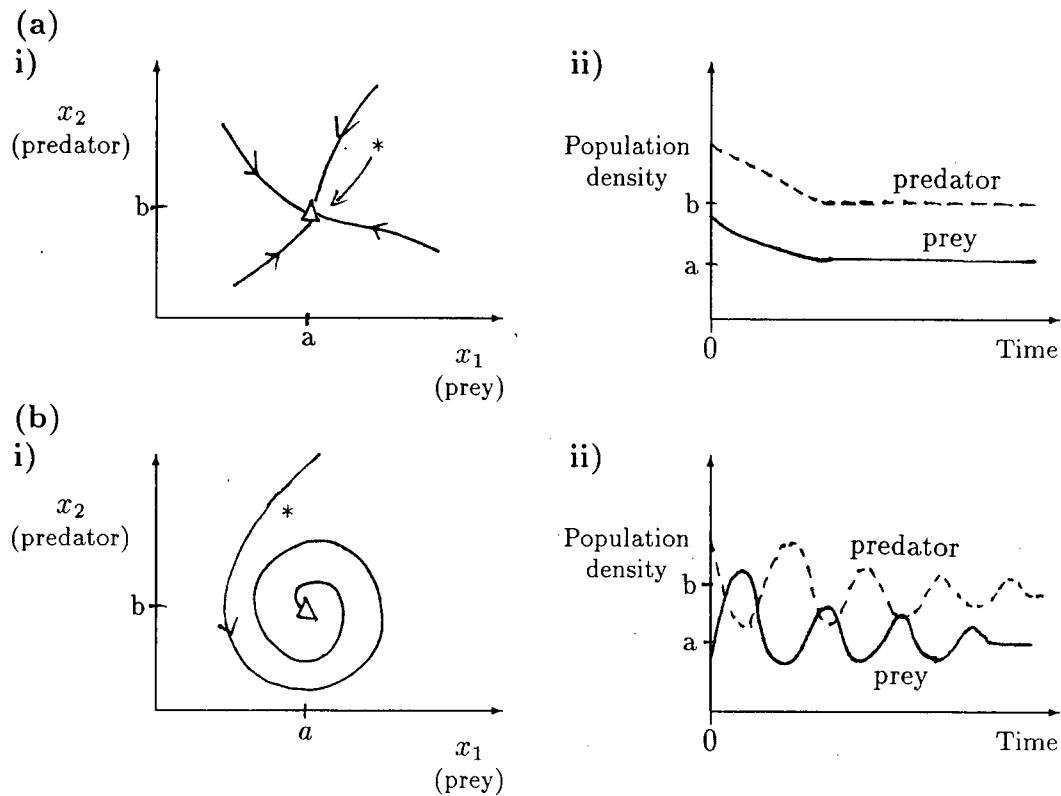 (a)
i)
x₂
(predator)
*
b
a
x₁
(prey)
ii)
Population
density
predator
b
prey
a
0
Time
(b)
i)
x₂
(predator)
*
b
a
x₁
(prey)
ii)
Population
density
predator
b
a
prey
0
Time